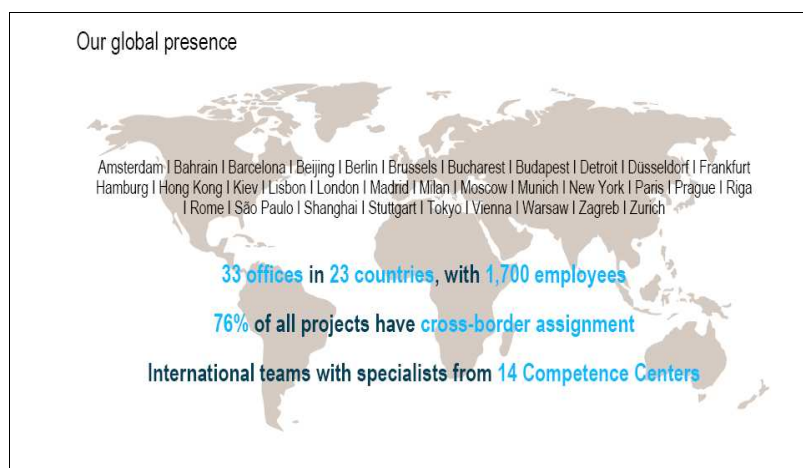 Our global presence
Amsterdam I Bahrain I Barcelona I Beijing I Berlin I Brussels I Bucharest I Budapest I Detroit I Düsseldorf I Frankfurt
Hamburg I Hong Kong I Kiev I Lisbon I London I Madrid I Milan I Moscow I Munich I New York I Paris I Prague I Riga
I Rome I São Paulo I Shanghai I Stuttgart I Tokyo I Vienna I Warsaw I Zagreb I Zurich
33 offices in 23 countries, with 1,700 employees
76% of all projects have cross-border assignment
International teams with specialists from 14 Competence Centers